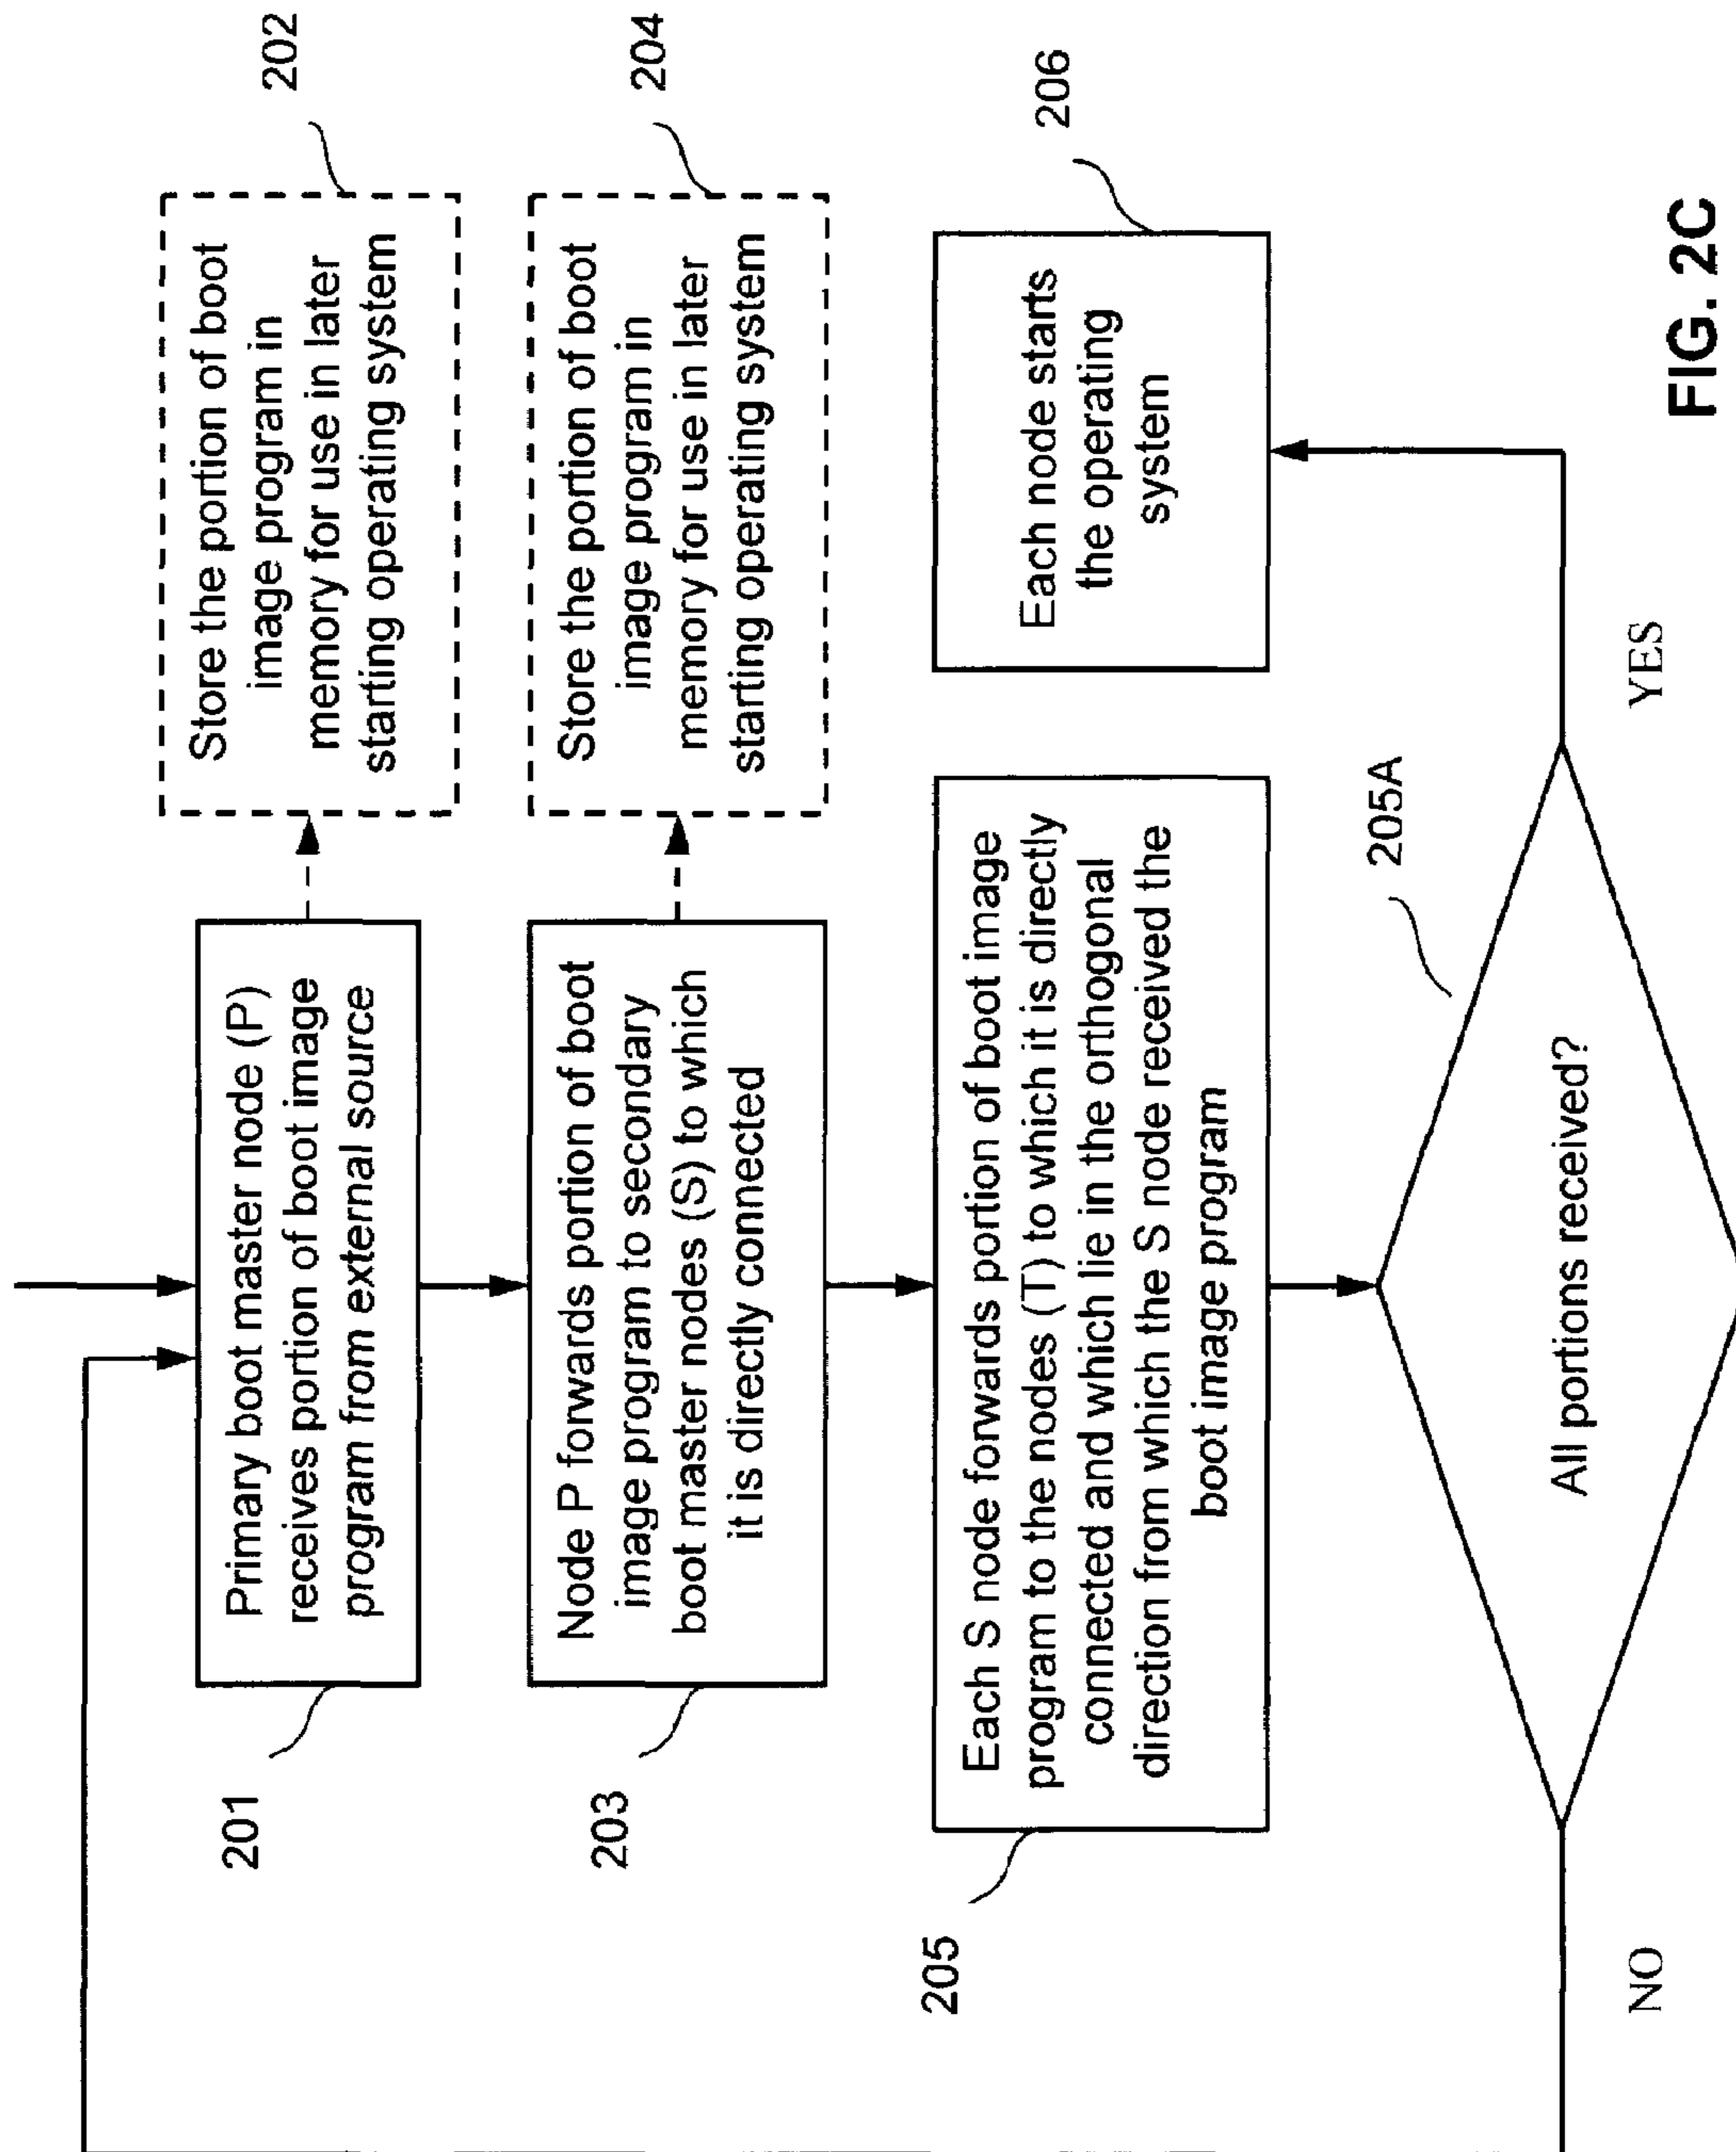 201
Primary boot master node (P)
receives portion of boot image
program from external source
Store the portion of boot
image program in
memory for use in later
starting operating system
202
203
Node P forwards portion of boot
image program to secondary
boot master nodes (S) to which
it is directly connected
Store the portion of boot
image program in
memory for use in later
starting operating system
204
205
Each S node forwards portion of boot image
program to the nodes (T) to which it is directly
connected and which lie in the orthogonal
direction from which the S node received the
boot image program
Each node starts
the operating
system
206
205A
All portions received?
NO
YES
FIG. 2C